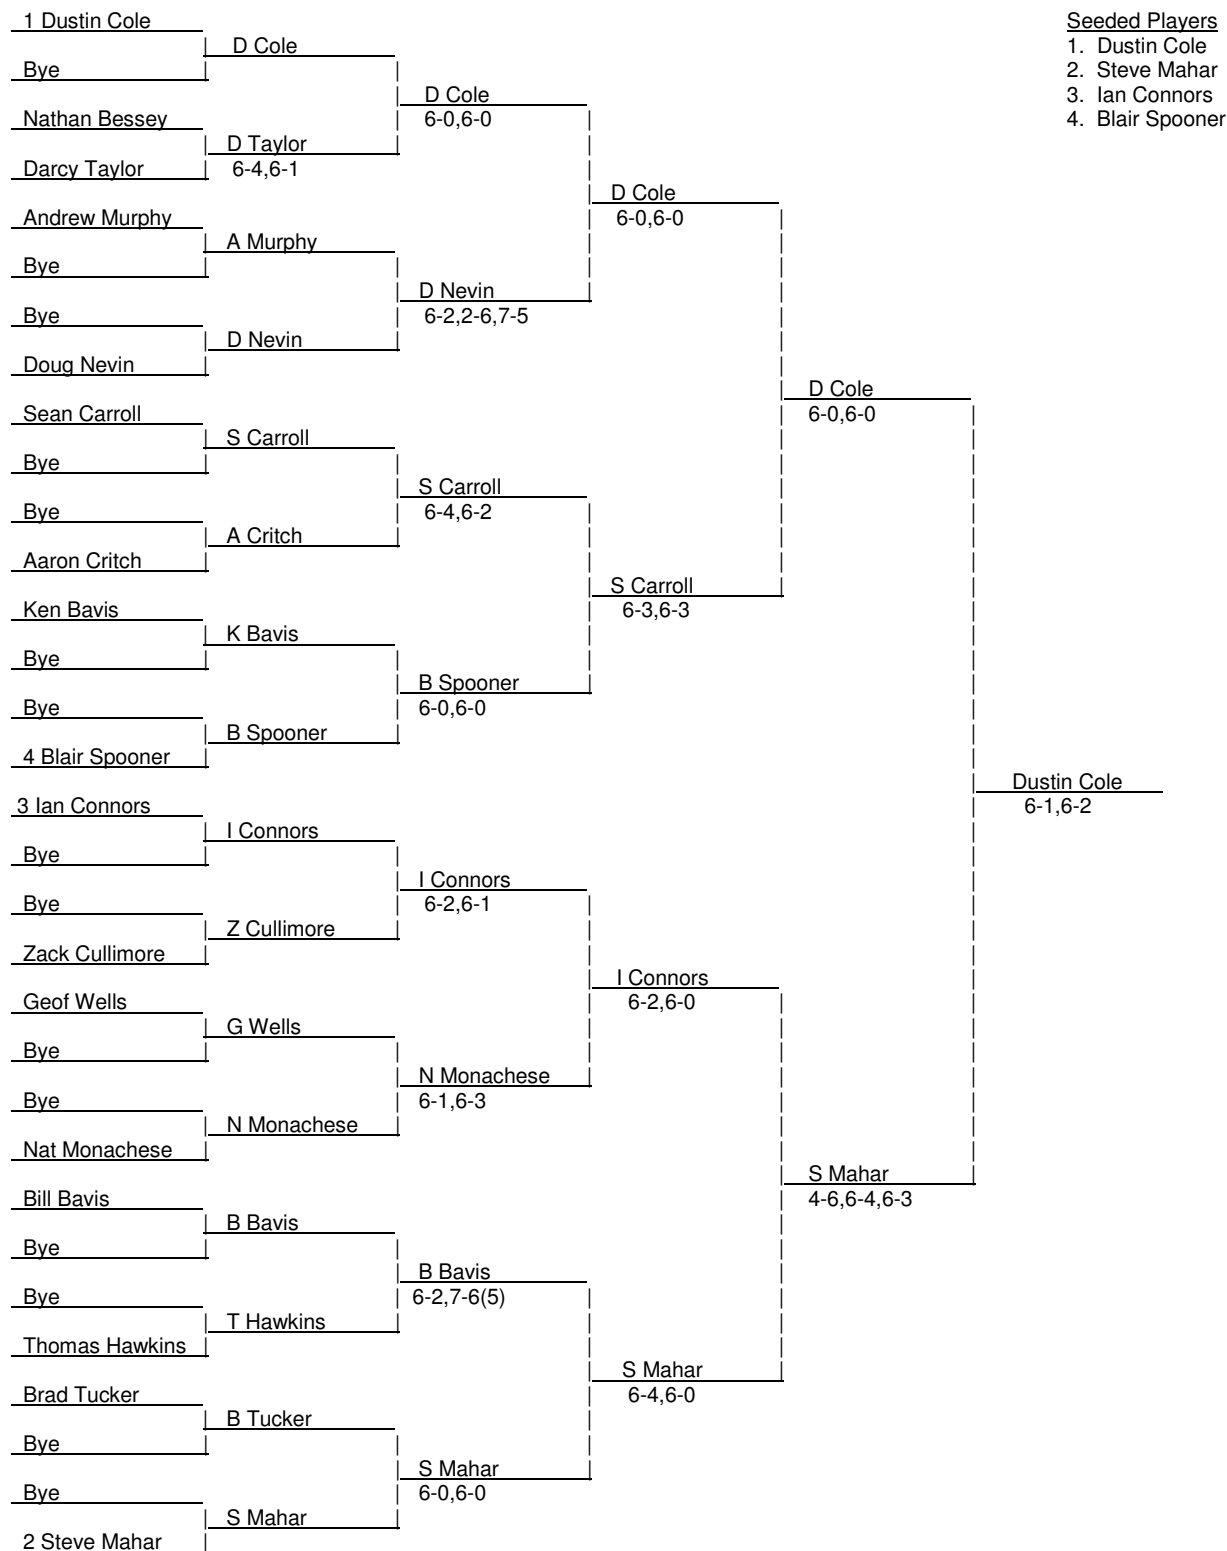 1 Dustin Cole
Bye
Nathan Bessey
Darcy Taylor
Andrew Murphy
Bye
Bye
Doug Nevin
Sean Carroll
Bye
Bye
Aaron Critch
Ken Bavis
Bye
Bye
4 Blair Spooner
3 Ian Connors
Bye
Bye
Zack Cullimore
Geof Wells
Bye
Bye
Nat Monachese
Bill Bavis
Bye
Bye
Thomas Hawkins
Brad Tucker
Bye
Bye
2 Steve Mahar
D Cole
D Taylor
6-4,6-1
A Murphy
D Nevin
S Carroll
A Critch
K Bavis
B Spooner
I Connors
Z Cullimore
G Wells
N Monachese
B Bavis
T Hawkins
B Tucker
S Mahar
D Cole
6-0,6-0
D Nevin
6-2,2-6,7-5
S Carroll
6-4,6-2
B Spooner
6-0,6-0
I Connors
6-2,6-1
N Monachese
6-1,6-3
B Bavis
6-2,7-6(5)
S Mahar
6-0,6-0
D Cole
6-0,6-0
S Carroll
6-3,6-3
I Connors
6-2,6-0
S Mahar
6-4,6-0
D Cole
6-0,6-0
S Mahar
4-6,6-4,6-3
Dustin Cole
6-1,6-2
Seeded Players
1. Dustin Cole
2. Steve Mahar
3. Ian Connors
4. Blair Spooner